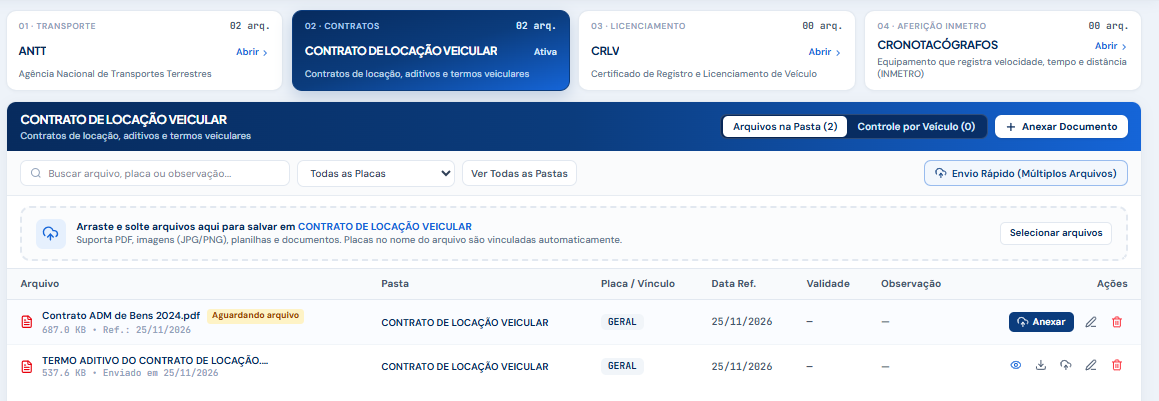 01 · TRANSPORTE 02 arq.
ANTT Abrir ›
Agência Nacional de Transportes Terrestres
02 · CONTRATOS 02 arq.
CONTRATO DE LOCAÇÃO VEICULAR Ativa
Contratos de locação, aditivos e termos veiculares
03 · LICENCIAMENTO 00 arq.
CRLV Abrir ›
Certificado de Registro e Licenciamento de Veículo
04 · AFERIÇÃO INMETRO 00 arq.
CRONOTACÓGRAFOS Abrir ›
Equipamento que registra velocidade, tempo e distância
(INMETRO)
CONTRATO DE LOCAÇÃO VEICULAR
Contratos de locação, aditivos e termos veiculares
Arquivos na Pasta (2) Controle por Veículo (0) + Anexar Documento
Buscar arquivo, placa ou observação... Todas as Placas Ver Todas as Pastas Envio Rápido (Múltiplos Arquivos)
Arraste e solte arquivos aqui para salvar em CONTRATO DE LOCAÇÃO VEICULAR
Suporta PDF, imagens (JPG/PNG), planilhas e documentos. Placas no nome do arquivo são vinculadas automaticamente.
Selecionar arquivos
Arquivo Pasta Placa / Vínculo Data Ref. Validade Observação Ações
Contrato ADM de Bens 2024.pdf Aguardando arquivo
687.0 KB • Ref.: 25/11/2026
CONTRATO DE LOCAÇÃO VEICULAR GERAL 25/11/2026 — — Anexar
TERMO ADITIVO DO CONTRATO DE LOCAÇÃO....
537.6 KB • Enviado em 25/11/2026
CONTRATO DE LOCAÇÃO VEICULAR GERAL 25/11/2026 — —